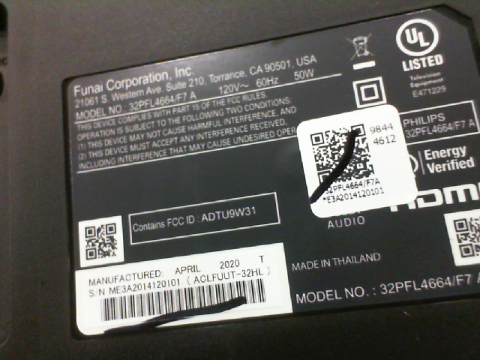 Funai Corporation, Inc.
21061 S. Western Ave. Suite 210, Torrance, CA 90501, USA
MODEL NO : 32PFL4664/F7 A 120V~ 60Hz 50W
THIS DEVICE COMPLIES WITH PART 15 OF THE FCC RULES.
OPERATION IS SUBJECT TO THE FOLLOWING TWO CONDITIONS:
(1) THIS DEVICE MAY NOT CAUSE HARMFUL INTERFERENCE, AND
(2) THIS DEVICE MUST ACCEPT ANY INTERFERENCE RECEIVED,
INCLUDING INTERFERENCE THAT MAY CAUSE UNDESIRED OPER
UL
LISTED
Television
Equipment
E471229
PHILIPS
32PFL4664/F7 A
9844
4612
32PFL4664/F7A
*E3A2014120101
Energy
Verified
HDMI
AUDIO
Contains FCC ID : ADTU9W31
MANUFACTURED: APRIL 2020 T
S/N ME3A2014120101 ( ACLFUUT-32HL )
MADE IN THAILAND
MODEL NO. : 32PFL4664/F7 A